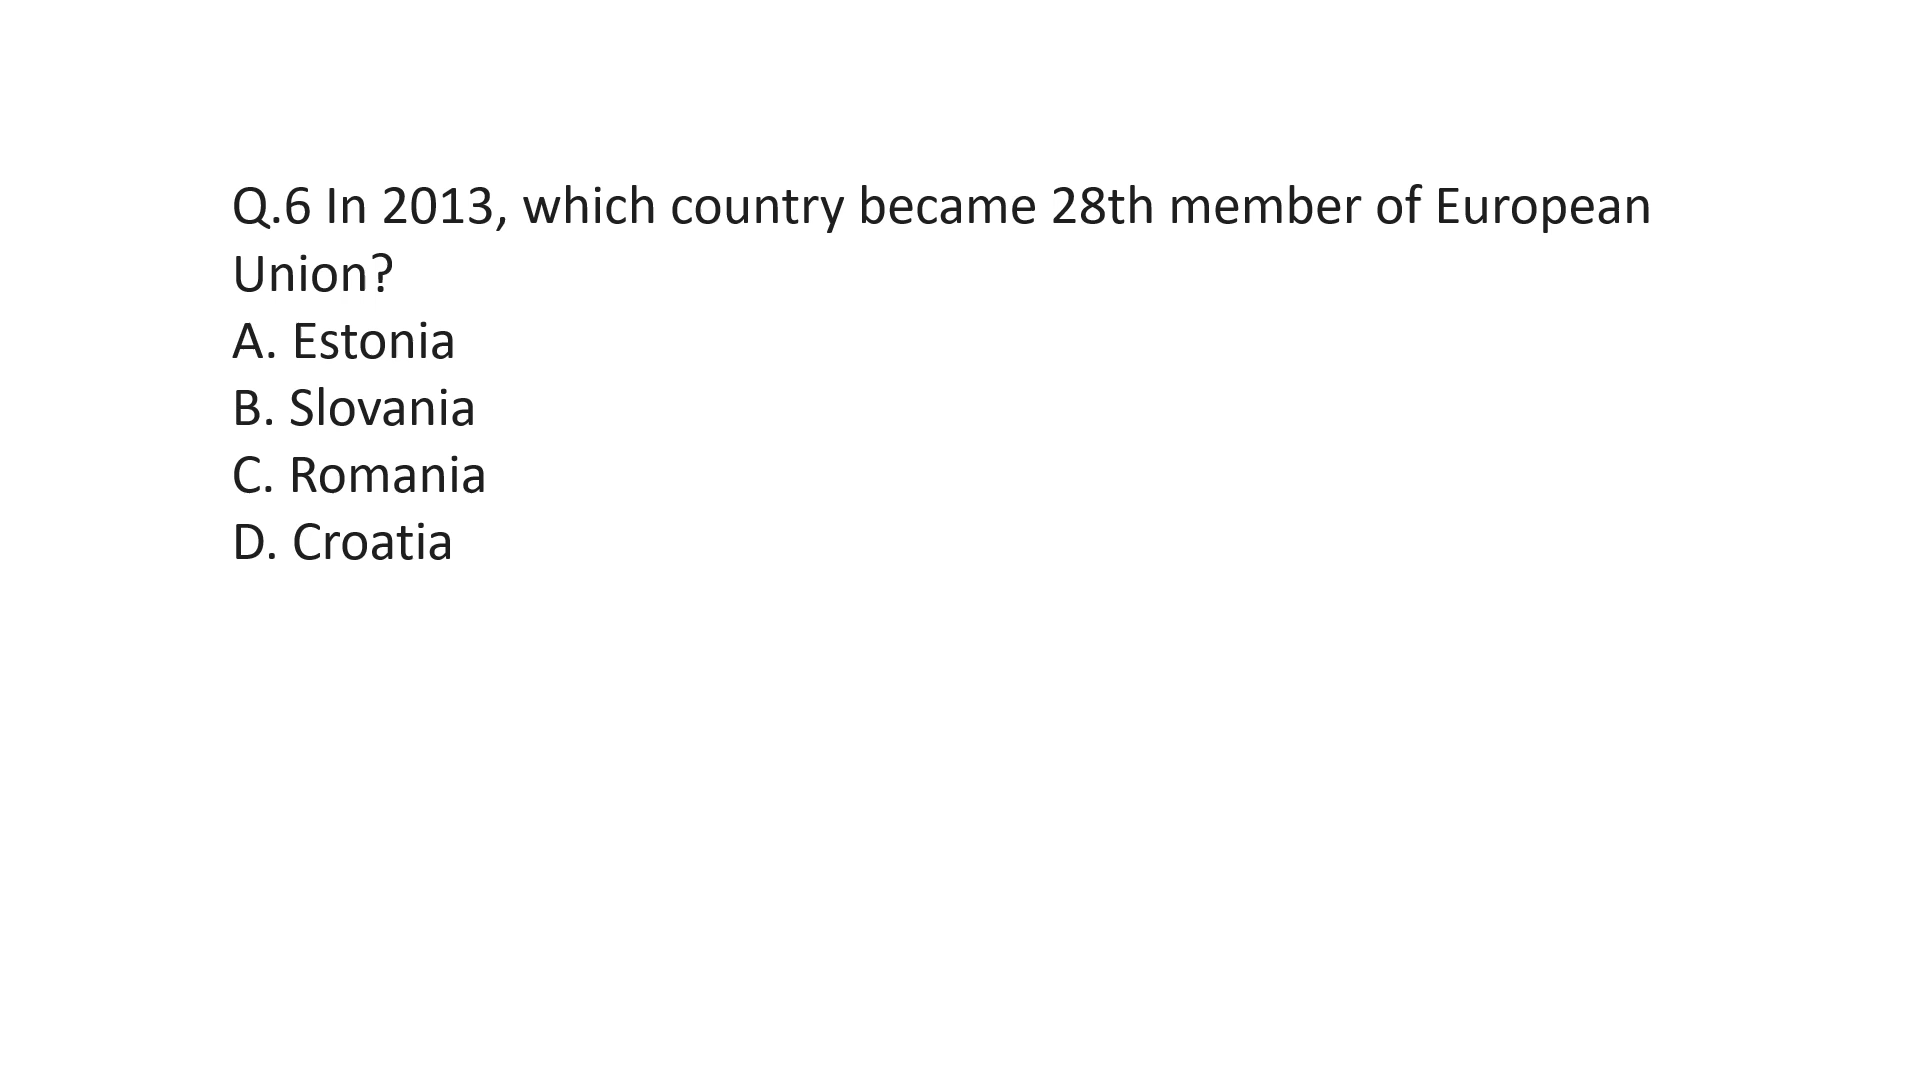 Q.6 In 2013, which country became 28th member of European
Union?
A. Estonia
B. Slovania
C. Romania
D. Croatia